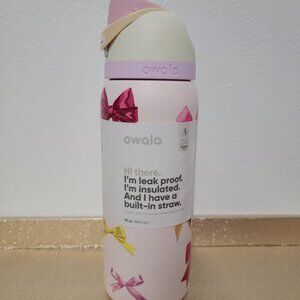 owala
owala
Hi there.
I'm leak proof.
I'm insulated.
And I have a
built-in straw.